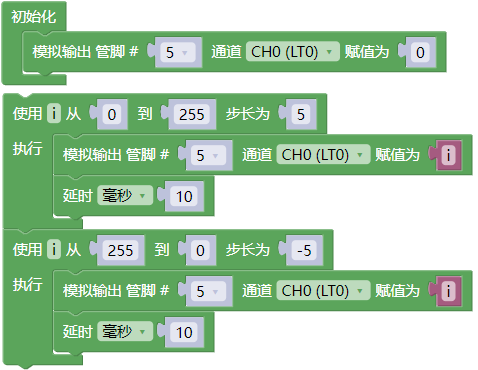 初始化
模拟输出 管脚 # 5 通道 CH0 (LT0) 赋值为 0
使用 i 从 0 到 255 步长为 5
执行 模拟输出 管脚 # 5 通道 CH0 (LT0) 赋值为 i
延时 毫秒 10
使用 i 从 255 到 0 步长为 -5
执行 模拟输出 管脚 # 5 通道 CH0 (LT0) 赋值为 i
延时 毫秒 10